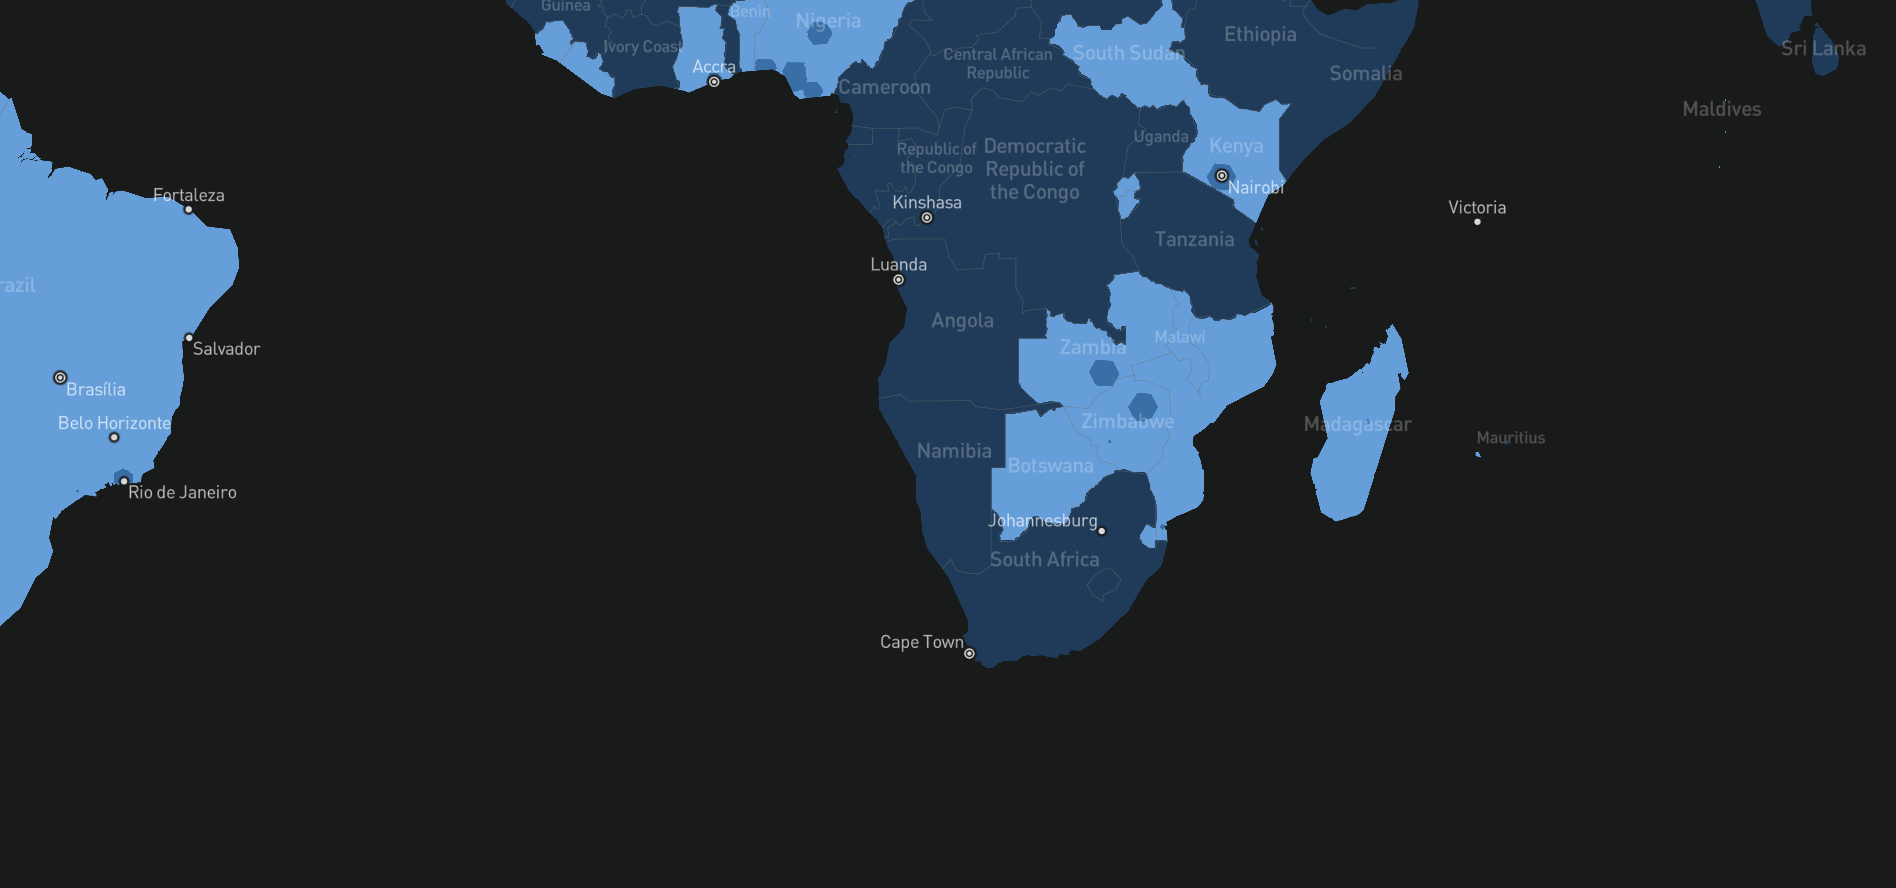 Guinea
Benin
Nigeria
Ivory Coast
Accra
Central African
Republic
South Sudan
Ethiopia
Somalia
Sri Lanka
Cameroon
Maldives
Uganda
Kenya
Republic of
the Congo
Democratic
Republic of
the Congo
Nairobi
Fortaleza
Kinshasa
Victoria
Tanzania
Luanda
razil
Angola
Salvador
Zambia
Malawi
Brasília
Belo Horizonte
Zimbabwe
Madagascar
Mauritius
Namibia
Botswana
Rio de Janeiro
Johannesburg
South Africa
Cape Town